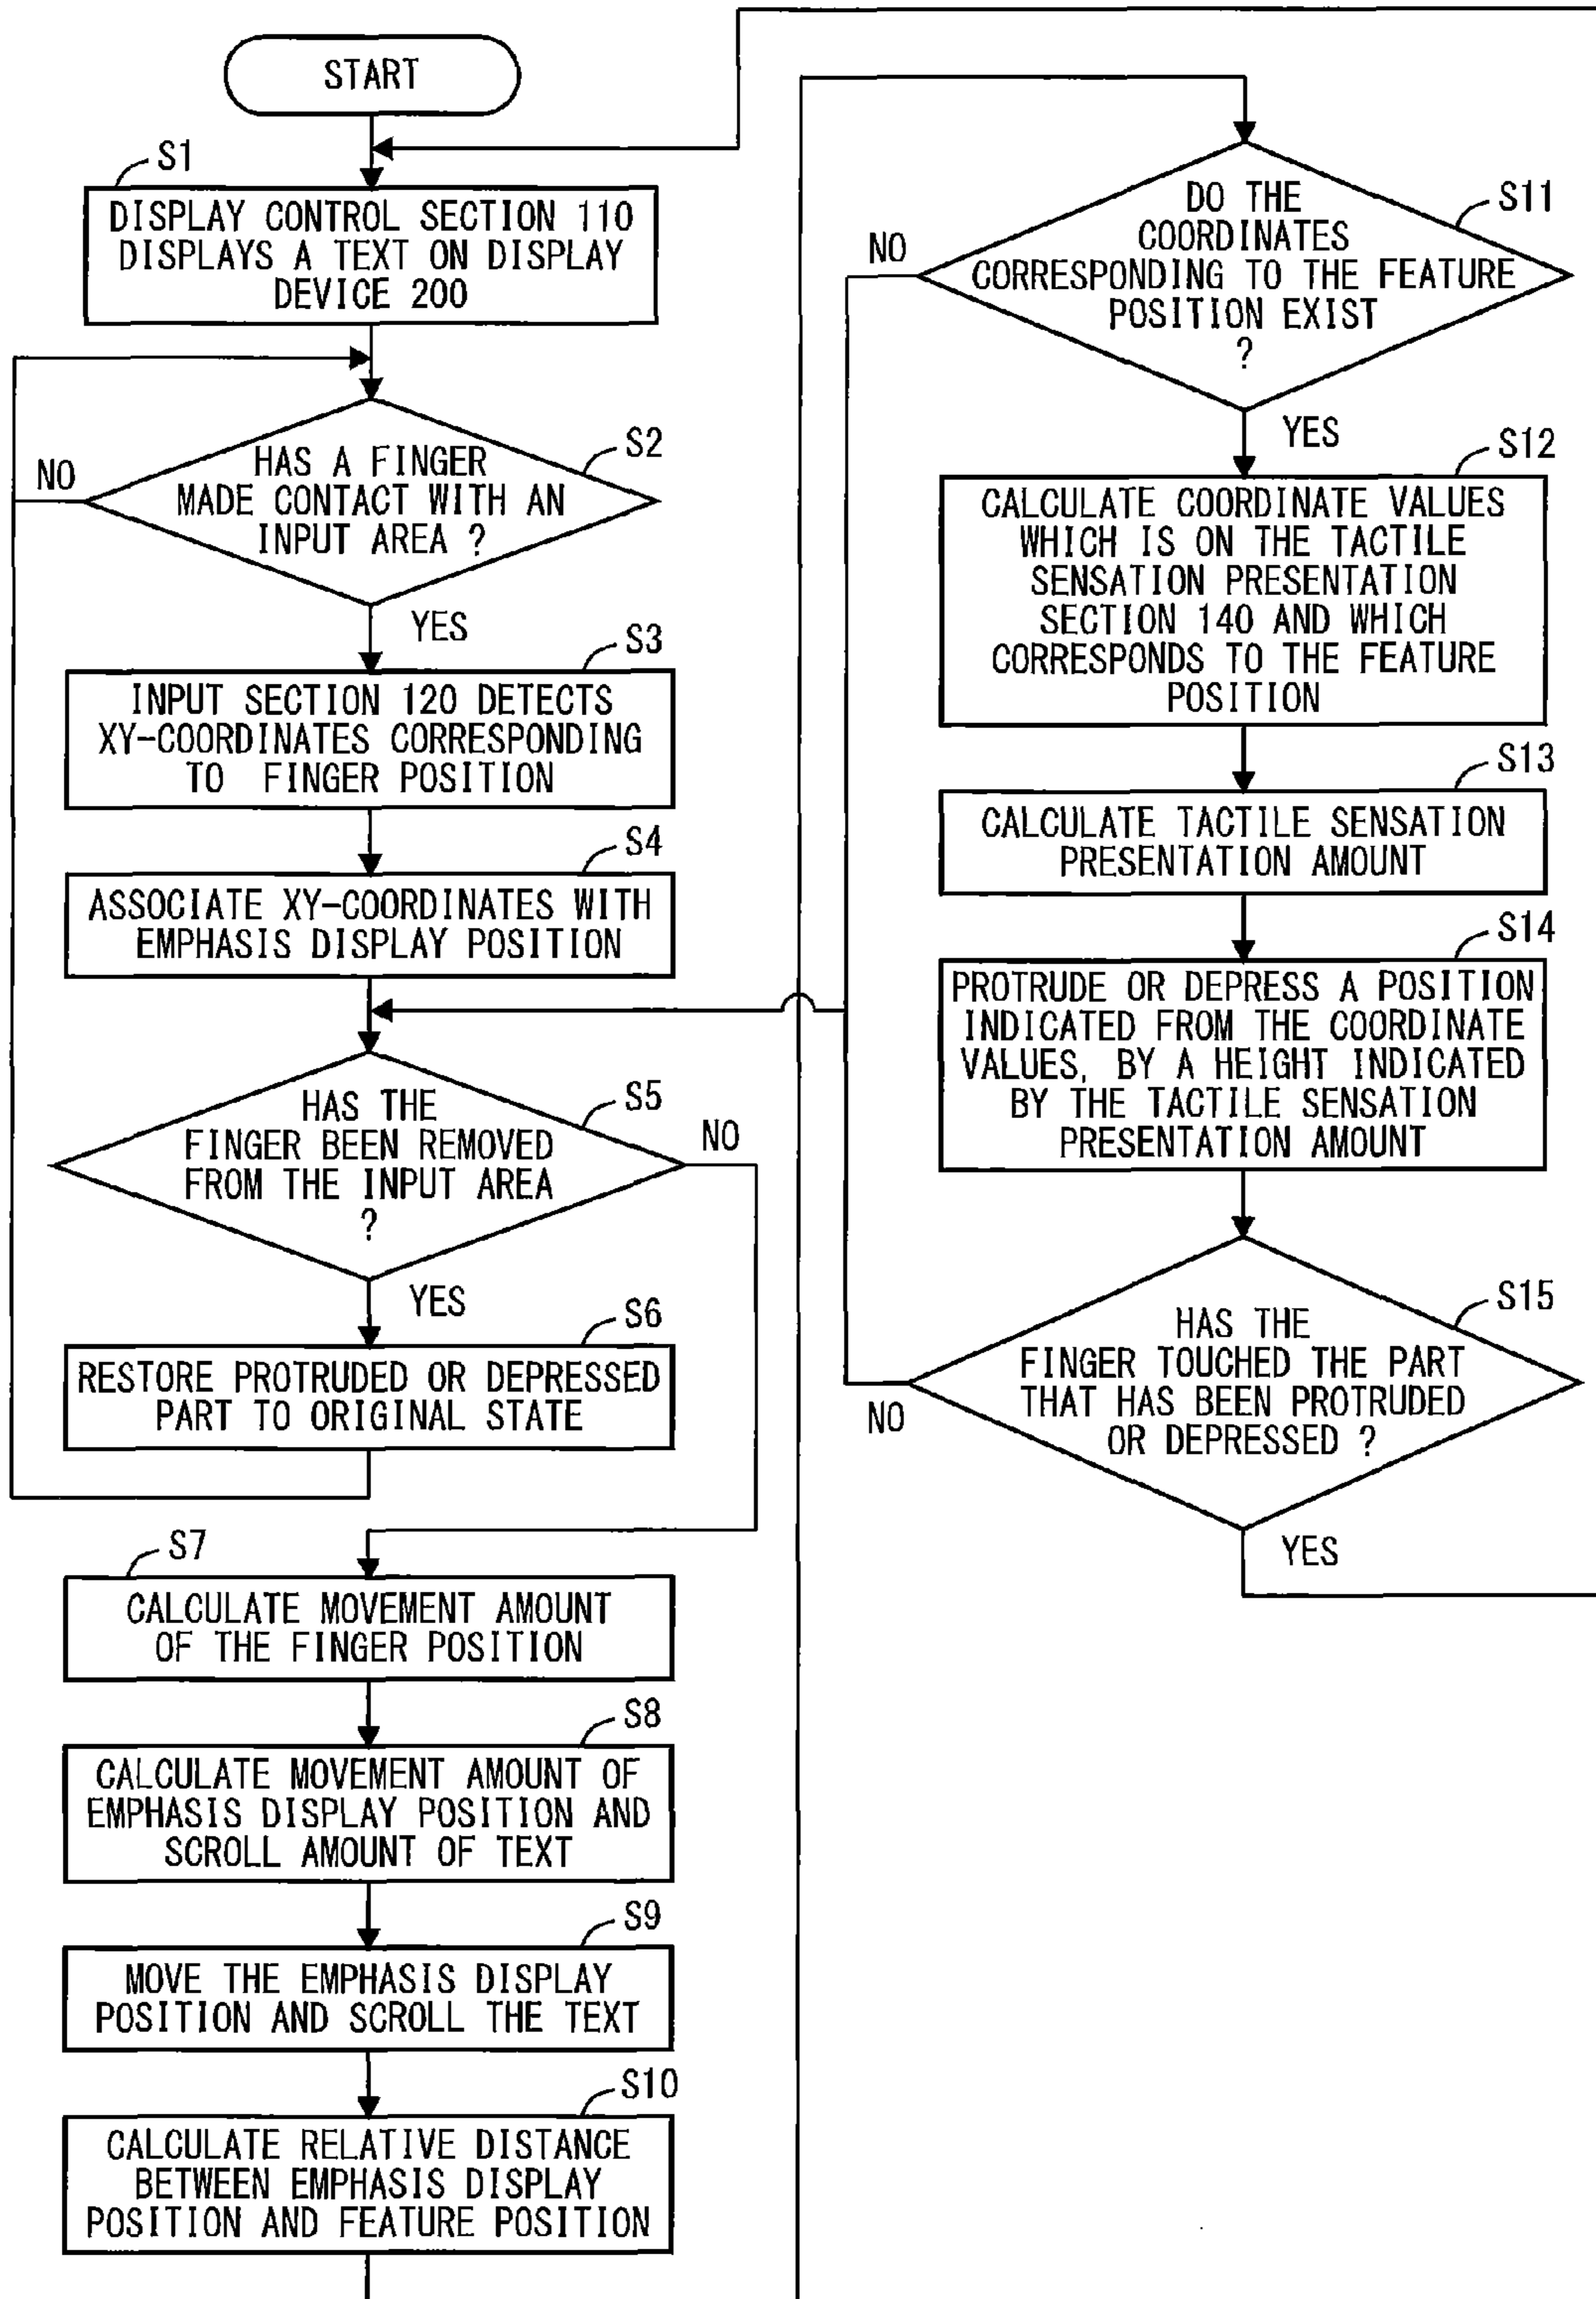 START
S1
DISPLAY CONTROL SECTION 110
DISPLAYS A TEXT ON DISPLAY
DEVICE 200
S2
HAS A FINGER
MADE CONTACT WITH AN
INPUT AREA ?
NO
YES
S3
INPUT SECTION 120 DETECTS
XY-COORDINATES CORRESPONDING
TO FINGER POSITION
S4
ASSOCIATE XY-COORDINATES WITH
EMPHASIS DISPLAY POSITION
S5
HAS THE
FINGER BEEN REMOVED
FROM THE INPUT AREA
?
NO
YES
S6
RESTORE PROTRUDED OR DEPRESSED
PART TO ORIGINAL STATE
S7
CALCULATE MOVEMENT AMOUNT
OF THE FINGER POSITION
S8
CALCULATE MOVEMENT AMOUNT OF
EMPHASIS DISPLAY POSITION AND
SCROLL AMOUNT OF TEXT
S9
MOVE THE EMPHASIS DISPLAY
POSITION AND SCROLL THE TEXT
S10
CALCULATE RELATIVE DISTANCE
BETWEEN EMPHASIS DISPLAY
POSITION AND FEATURE POSITION
S11
DO THE
COORDINATES
CORRESPONDING TO THE FEATURE
POSITION EXIST
?
NO
YES
S12
CALCULATE COORDINATE VALUES
WHICH IS ON THE TACTILE
SENSATION PRESENTATION
SECTION 140 AND WHICH
CORRESPONDS TO THE FEATURE
POSITION
S13
CALCULATE TACTILE SENSATION
PRESENTATION AMOUNT
S14
PROTRUDE OR DEPRESS A POSITION
INDICATED FROM THE COORDINATE
VALUES, BY A HEIGHT INDICATED
BY THE TACTILE SENSATION
PRESENTATION AMOUNT
S15
HAS THE
FINGER TOUCHED THE PART
THAT HAS BEEN PROTRUDED
OR DEPRESSED ?
NO
YES